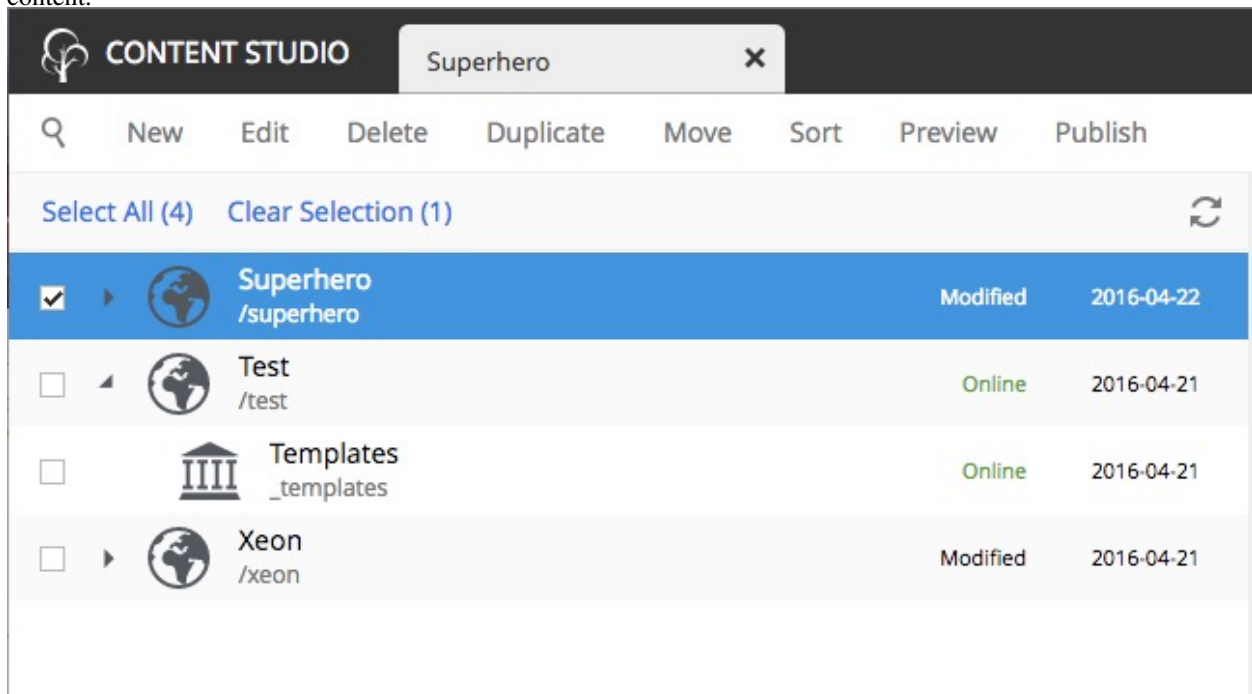 content.
CONTENT STUDIO Superhero
New Edit Delete Duplicate Move Sort Preview Publish
Select All (4) Clear Selection (1)
Superhero
/superhero
Modified 2016-04-22
Test
/test
Online 2016-04-21
Templates
_templates
Online 2016-04-21
Xeon
/xeon
Modified 2016-04-21